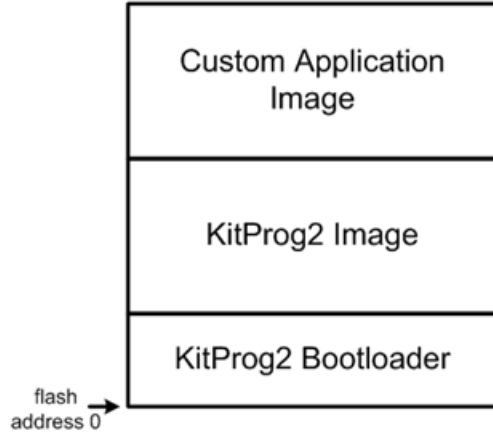 Custom Application
Image
KitProg2 Image
KitProg2 Bootloader
flash
address 0